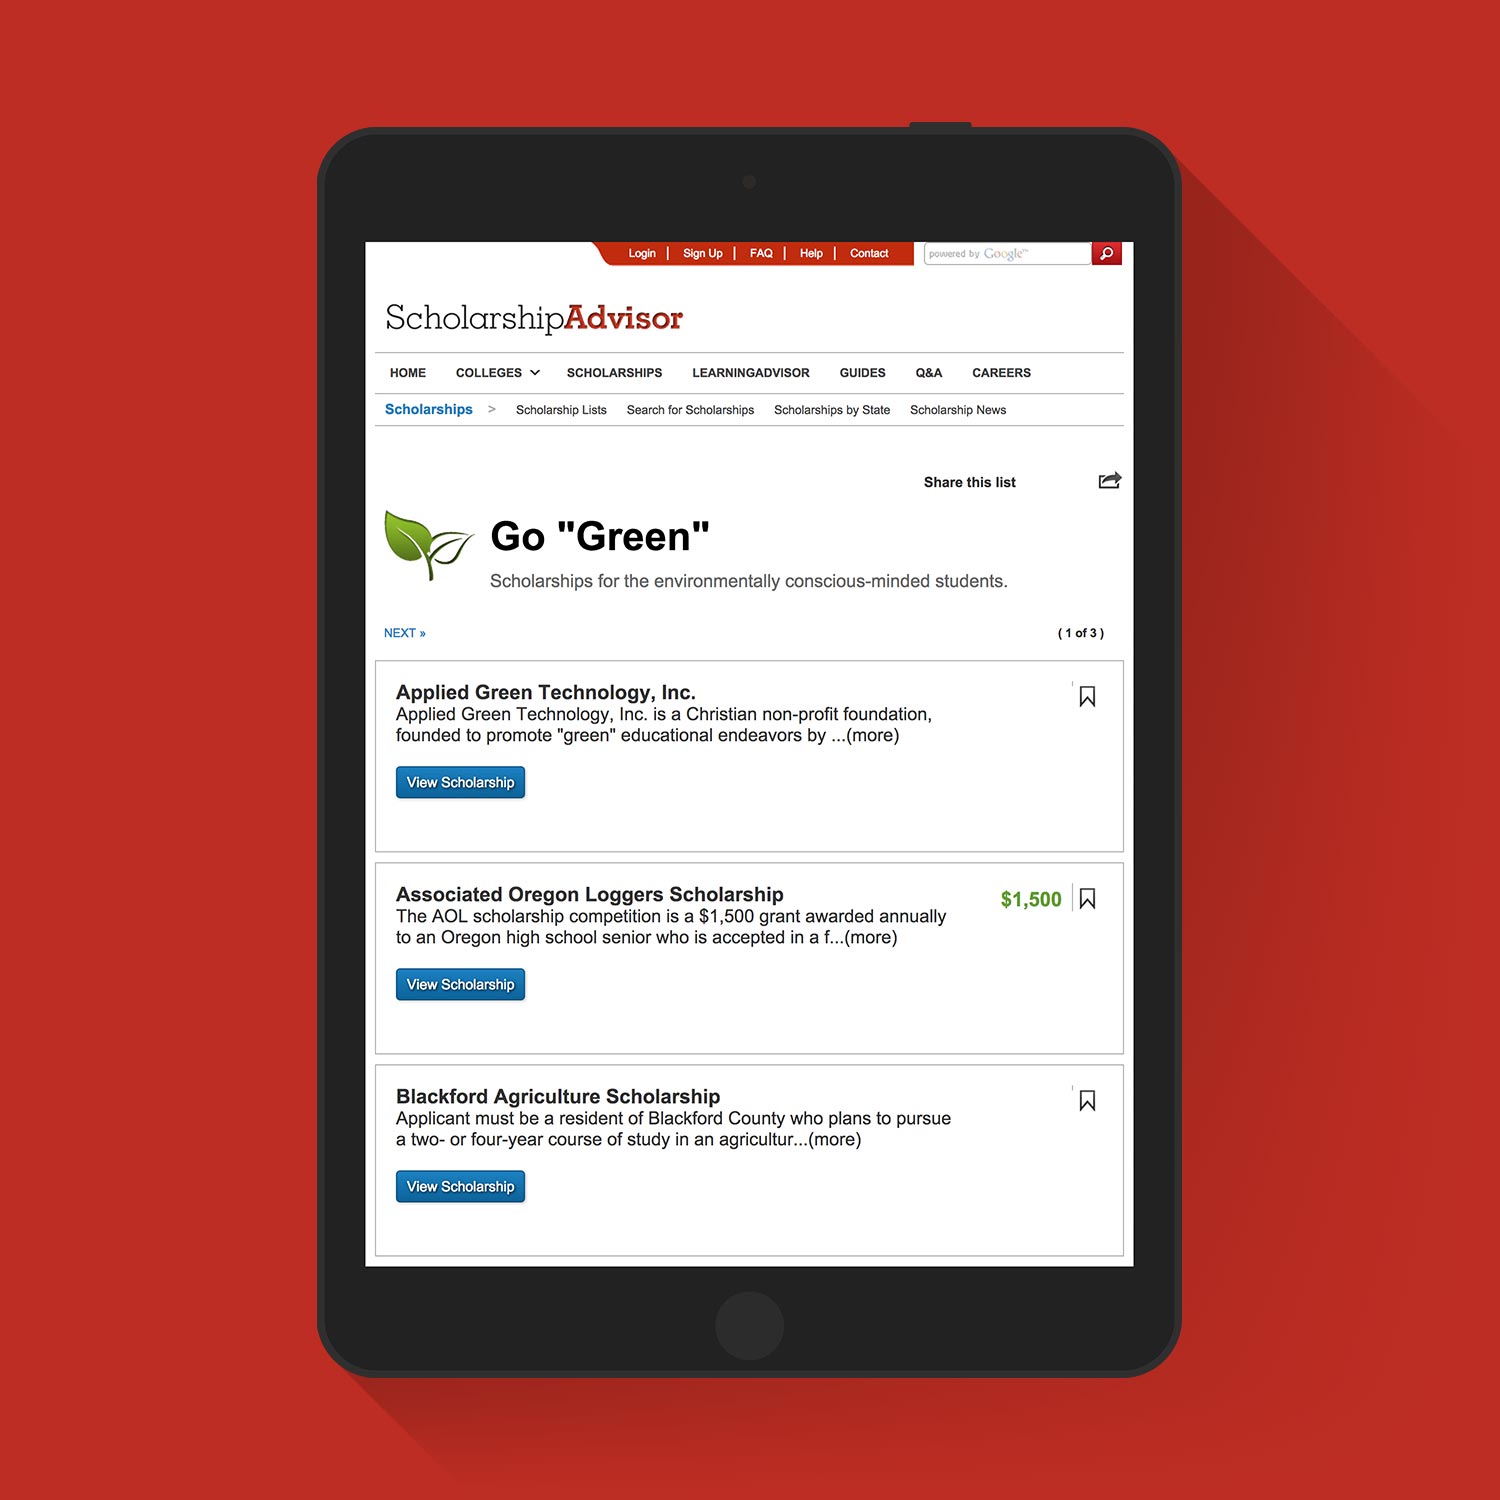 Login | Sign Up | FAQ | Help | Contact
powered by Google™
ScholarshipAdvisor
HOME COLLEGES SCHOLARSHIPS LEARNINGADVISOR GUIDES Q&A CAREERS
Scholarships > Scholarship Lists Search for Scholarships Scholarships by State Scholarship News
Share this list
Go "Green"
Scholarships for the environmentally conscious-minded students.
NEXT » ( 1 of 3 )
Applied Green Technology, Inc.
Applied Green Technology, Inc. is a Christian non-profit foundation,
founded to promote "green" educational endeavors by ...(more)
View Scholarship
Associated Oregon Loggers Scholarship $1,500
The AOL scholarship competition is a $1,500 grant awarded annually
to an Oregon high school senior who is accepted in a f...(more)
View Scholarship
Blackford Agriculture Scholarship
Applicant must be a resident of Blackford County who plans to pursue
a two- or four-year course of study in an agricultur...(more)
View Scholarship